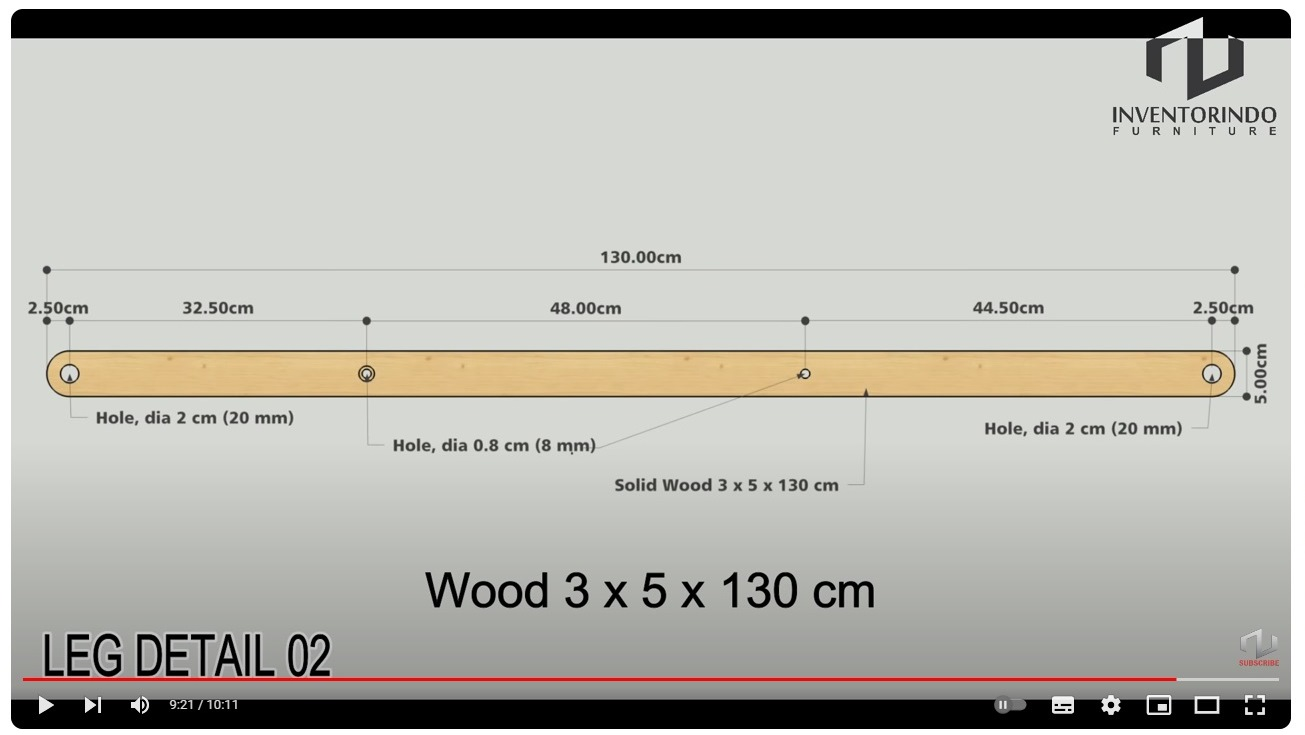 INVENTORINDO
FURNITURE
130.00cm
2.50cm 32.50cm 48.00cm 44.50cm 2.50cm
5.00cm
Hole, dia 2 cm (20 mm)
Hole, dia 2 cm (20 mm)
Hole, dia 0.8 cm (8 mm)
Solid Wood 3 x 5 x 130 cm
Wood 3 x 5 x 130 cm
LEG DETAIL 02
SUBSCRIBE
9:21 / 10:11